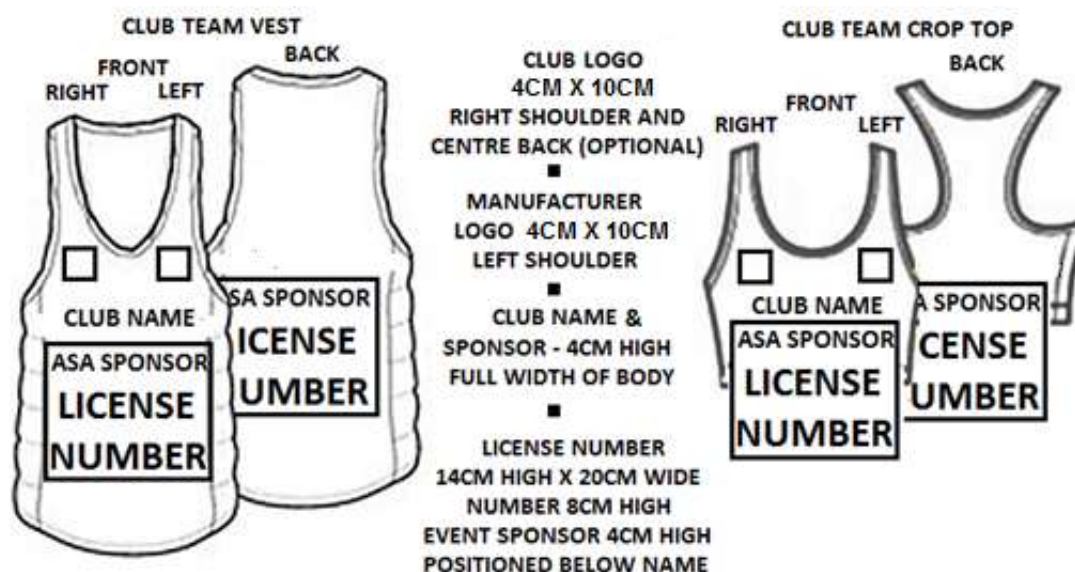 CLUB TEAM VEST
FRONT
RIGHT LEFT
BACK
CLUB NAME
ASA SPONSOR
LICENSE
NUMBER
SA SPONSOR
ICENSE
UMBER
CLUB LOGO
4CM X 10CM
RIGHT SHOULDER AND
CENTRE BACK (OPTIONAL)
MANUFACTURER
LOGO 4CM X 10CM
LEFT SHOULDER
CLUB NAME &
SPONSOR - 4CM HIGH
FULL WIDTH OF BODY
LICENSE NUMBER
14CM HIGH X 20CM WIDE
NUMBER 8CM HIGH
EVENT SPONSOR 4CM HIGH
POSITIONED BELOW NAME
CLUB TEAM CROP TOP
BACK
FRONT
RIGHT LEFT
CLUB NAME
ASA SPONSOR
LICENSE
NUMBER
A SPONSOR
CENSE
UMBER